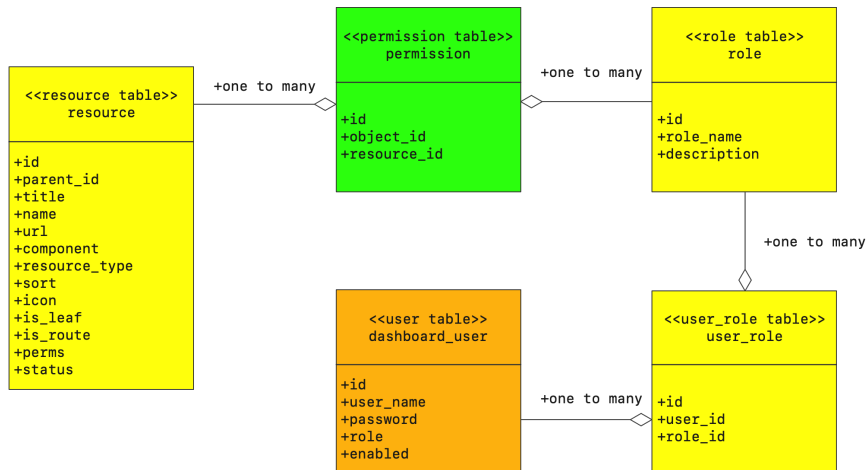 <<permission table>>
permission
+id
+object_id
+resource_id
<<role table>>
role
+id
+role_name
+description
+one to many
+one to many
<<resource table>>
resource
+id
+parent_id
+title
+name
+url
+component
+resource_type
+sort
+icon
+is_leaf
+is_route
+perms
+status
+one to many
<<user table>>
dashboard_user
+id
+user_name
+password
+role
+enabled
<<user_role table>>
user_role
+id
+user_id
+role_id
+one to many